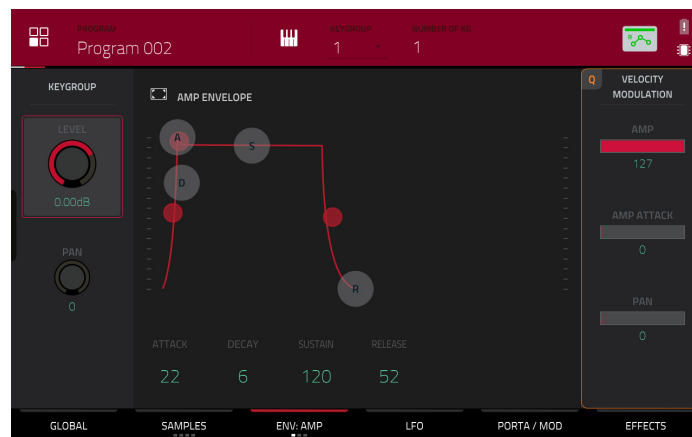 PROGRAM
Program 002
KEYGROUP
1
NUMBER OF KG
1
KEYGROUP
LEVEL
0.00dB
PAN
0
AMP ENVELOPE
A
S
D
R
ATTACK DECAY SUSTAIN RELEASE
22 6 120 52
Q
VELOCITY
MODULATION
AMP
127
AMP ATTACK
0
PAN
0
GLOBAL SAMPLES ENV: AMP LFO PORTA / MOD EFFECTS